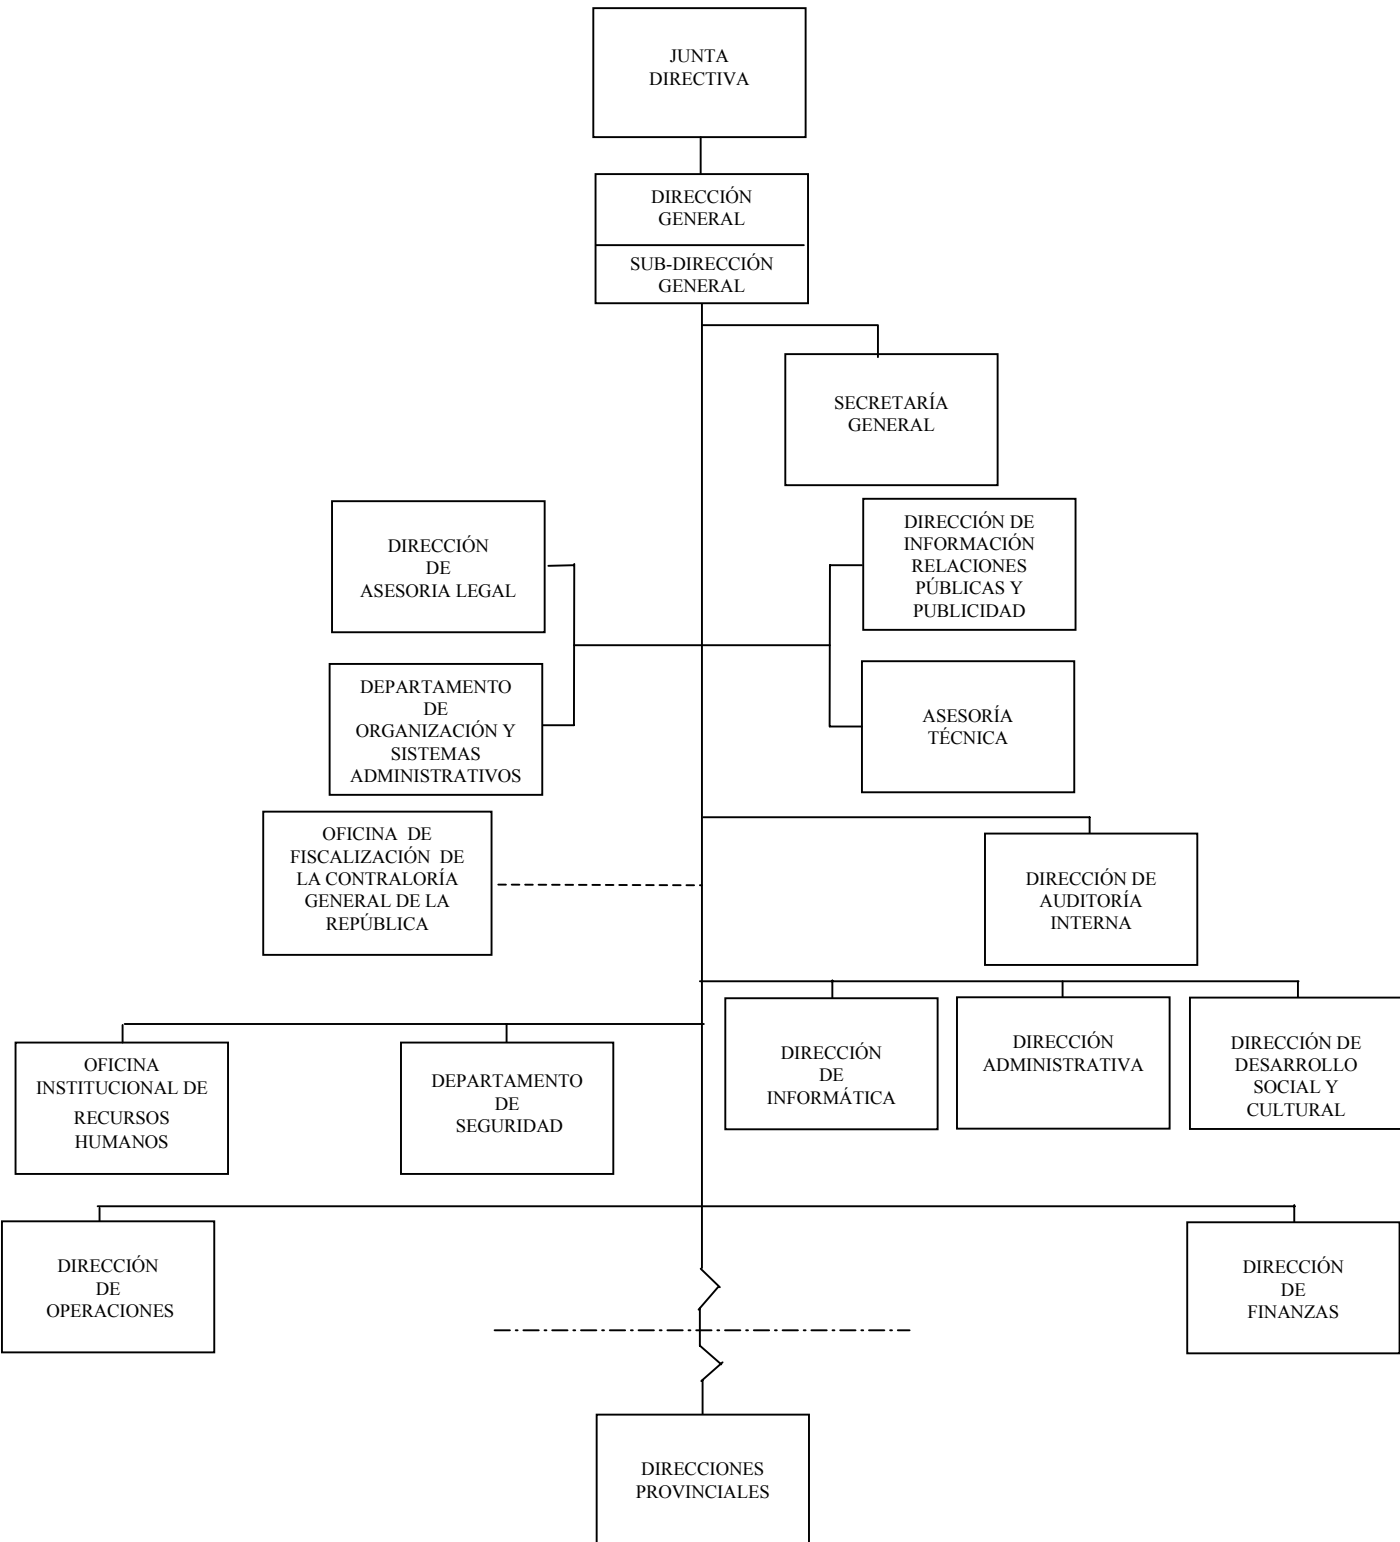 JUNTA
DIRECTIVA
DIRECCIÓN
GENERAL
SUB-DIRECCIÓN
GENERAL
SECRETARÍA
GENERAL
DIRECCIÓN
DE
ASESORIA LEGAL
DIRECCIÓN DE
INFORMACIÓN
RELACIONES
PÚBLICAS Y
PUBLICIDAD
DEPARTAMENTO
DE
ORGANIZACIÓN Y
SISTEMAS
ADMINISTRATIVOS
ASESORÍA
TÉCNICA
OFICINA DE
FISCALIZACIÓN DE
LA CONTRALORÍA
GENERAL DE LA
REPÚBLICA
DIRECCIÓN DE
AUDITORÍA
INTERNA
OFICINA
INSTITUCIONAL DE
RECURSOS
HUMANOS
DEPARTAMENTO
DE
SEGURIDAD
DIRECCIÓN
DE
INFORMÁTICA
DIRECCIÓN
ADMINISTRATIVA
DIRECCIÓN DE
DESARROLLO
SOCIAL Y
CULTURAL
DIRECCIÓN
DE
OPERACIONES
DIRECCIÓN
DE
FINANZAS
DIRECCIONES
PROVINCIALES